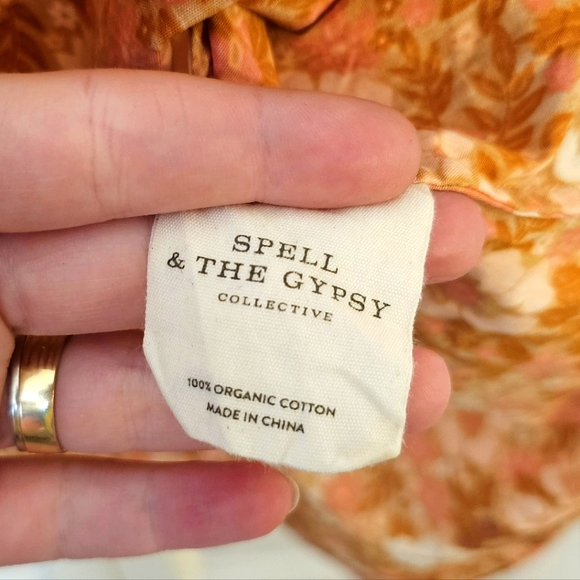 SPELL
& THE GYPSY
COLLECTIVE
100% ORGANIC COTTON
MADE IN CHINA